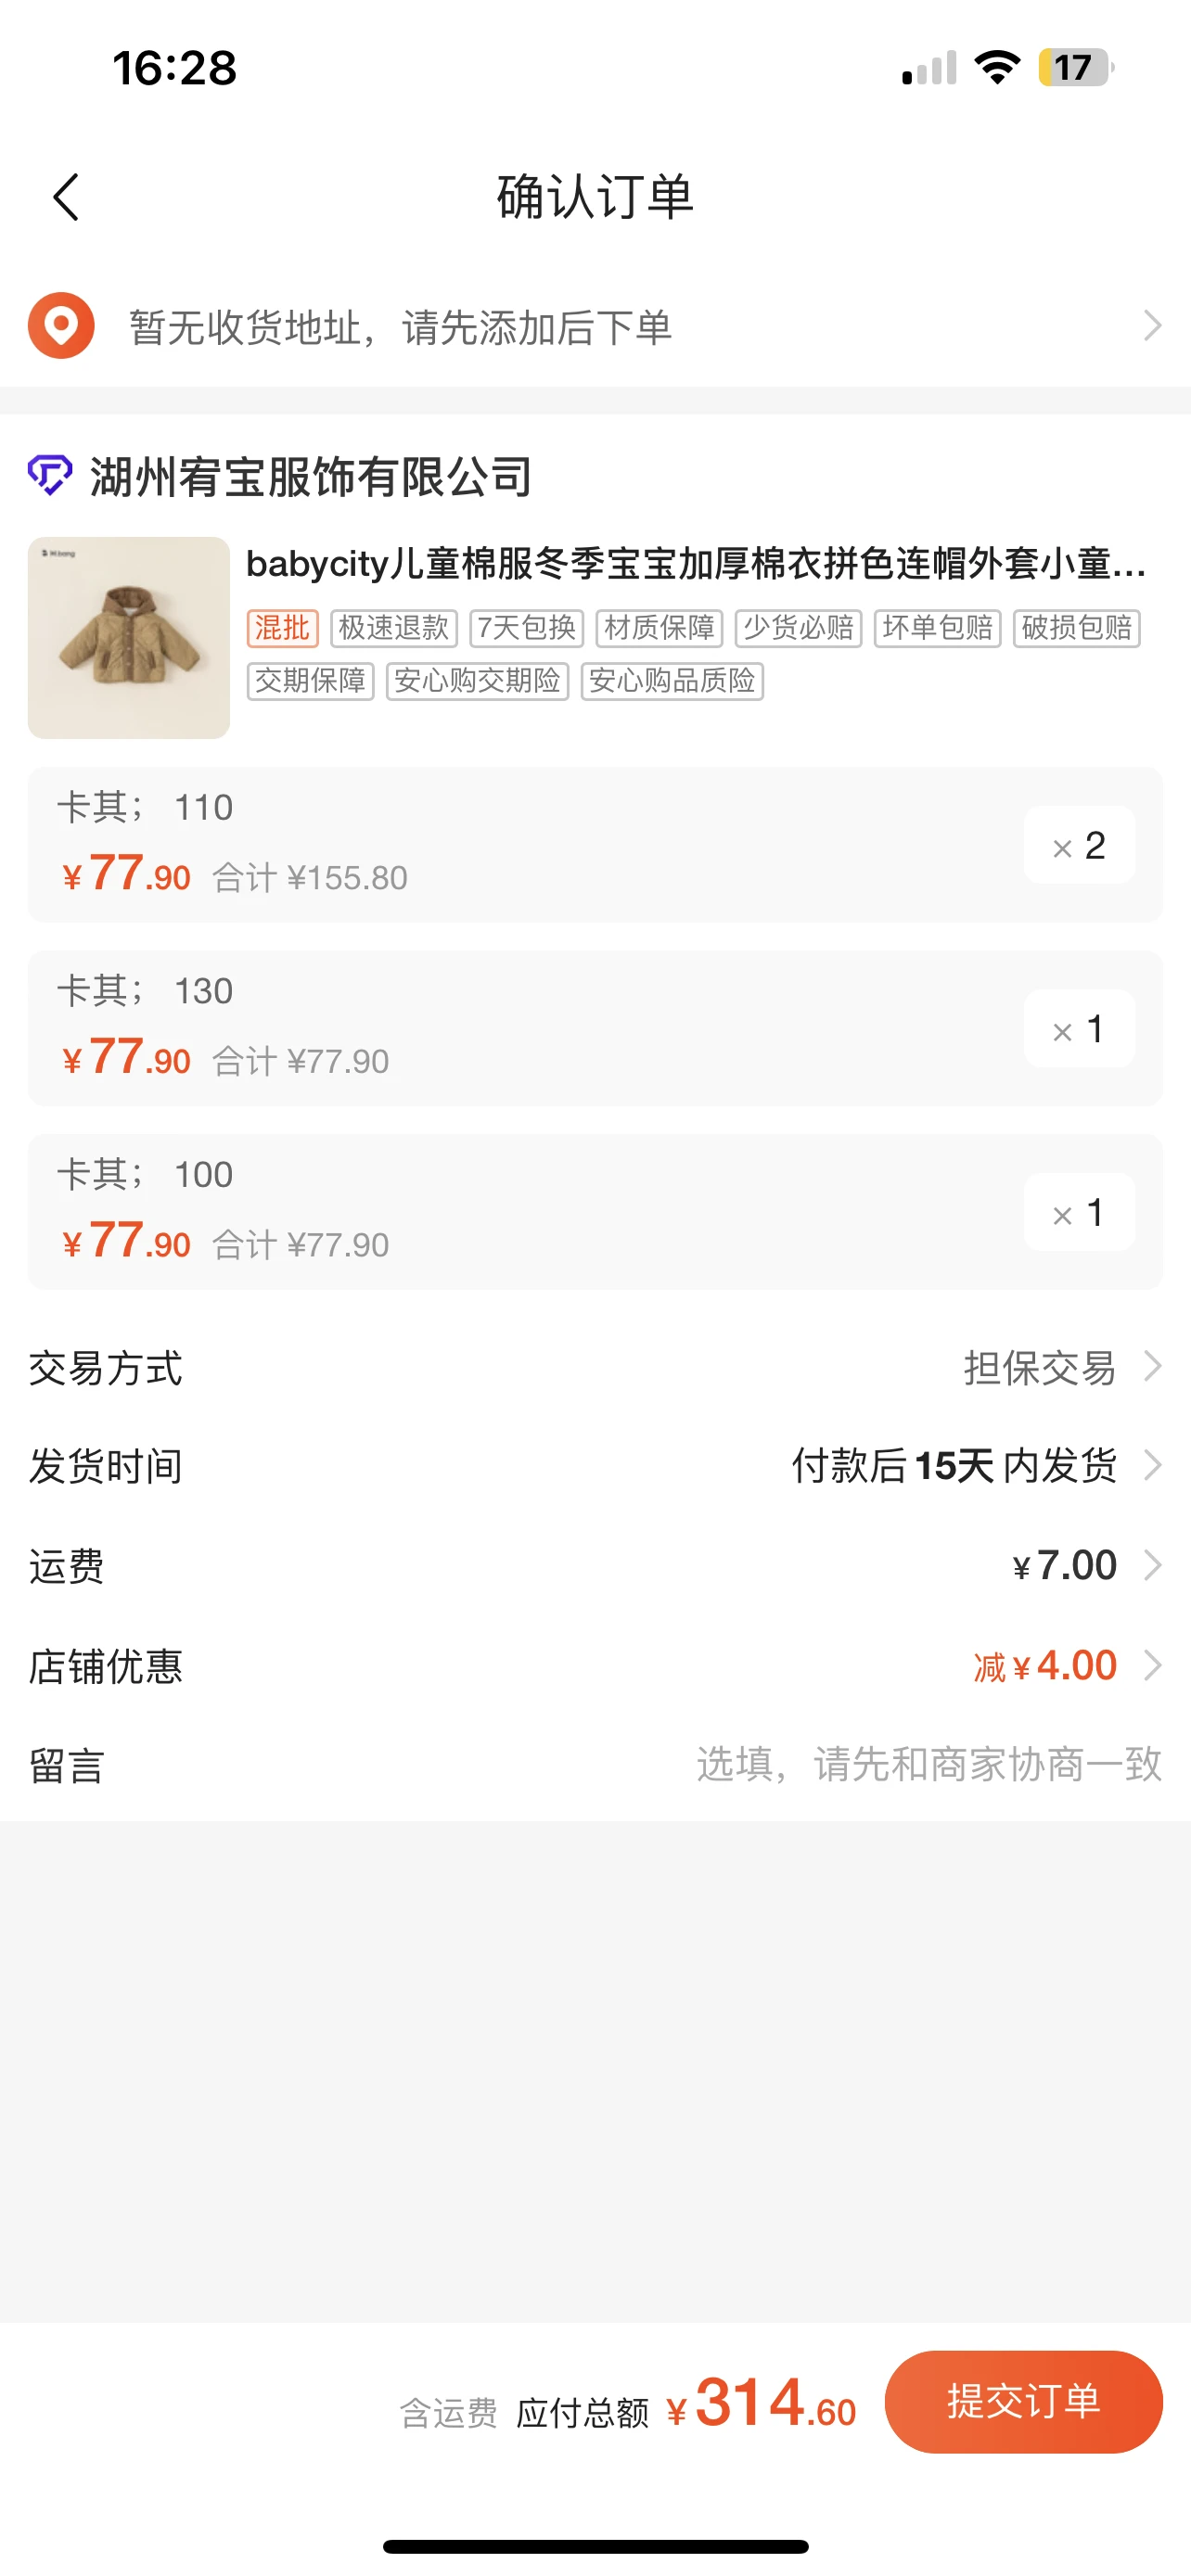 16:28
17
确认订单
暂无收货地址，请先添加后下单
湖州宥宝服饰有限公司
babycity儿童棉服冬季宝宝加厚棉衣拼色连帽外套小童...
混批 极速退款 7天包换 材质保障 少货必赔 坏单包赔 破损包赔
交期保障 安心购交期险 安心购品质险
卡其； 110
¥77.90 合计 ¥155.80
× 2
卡其； 130
¥77.90 合计 ¥77.90
× 1
卡其； 100
¥77.90 合计 ¥77.90
× 1
交易方式 担保交易
发货时间 付款后 15天 内发货
运费 ¥7.00
店铺优惠 减 ¥4.00
留言 选填，请先和商家协商一致
含运费 应付总额 ¥314.60 提交订单